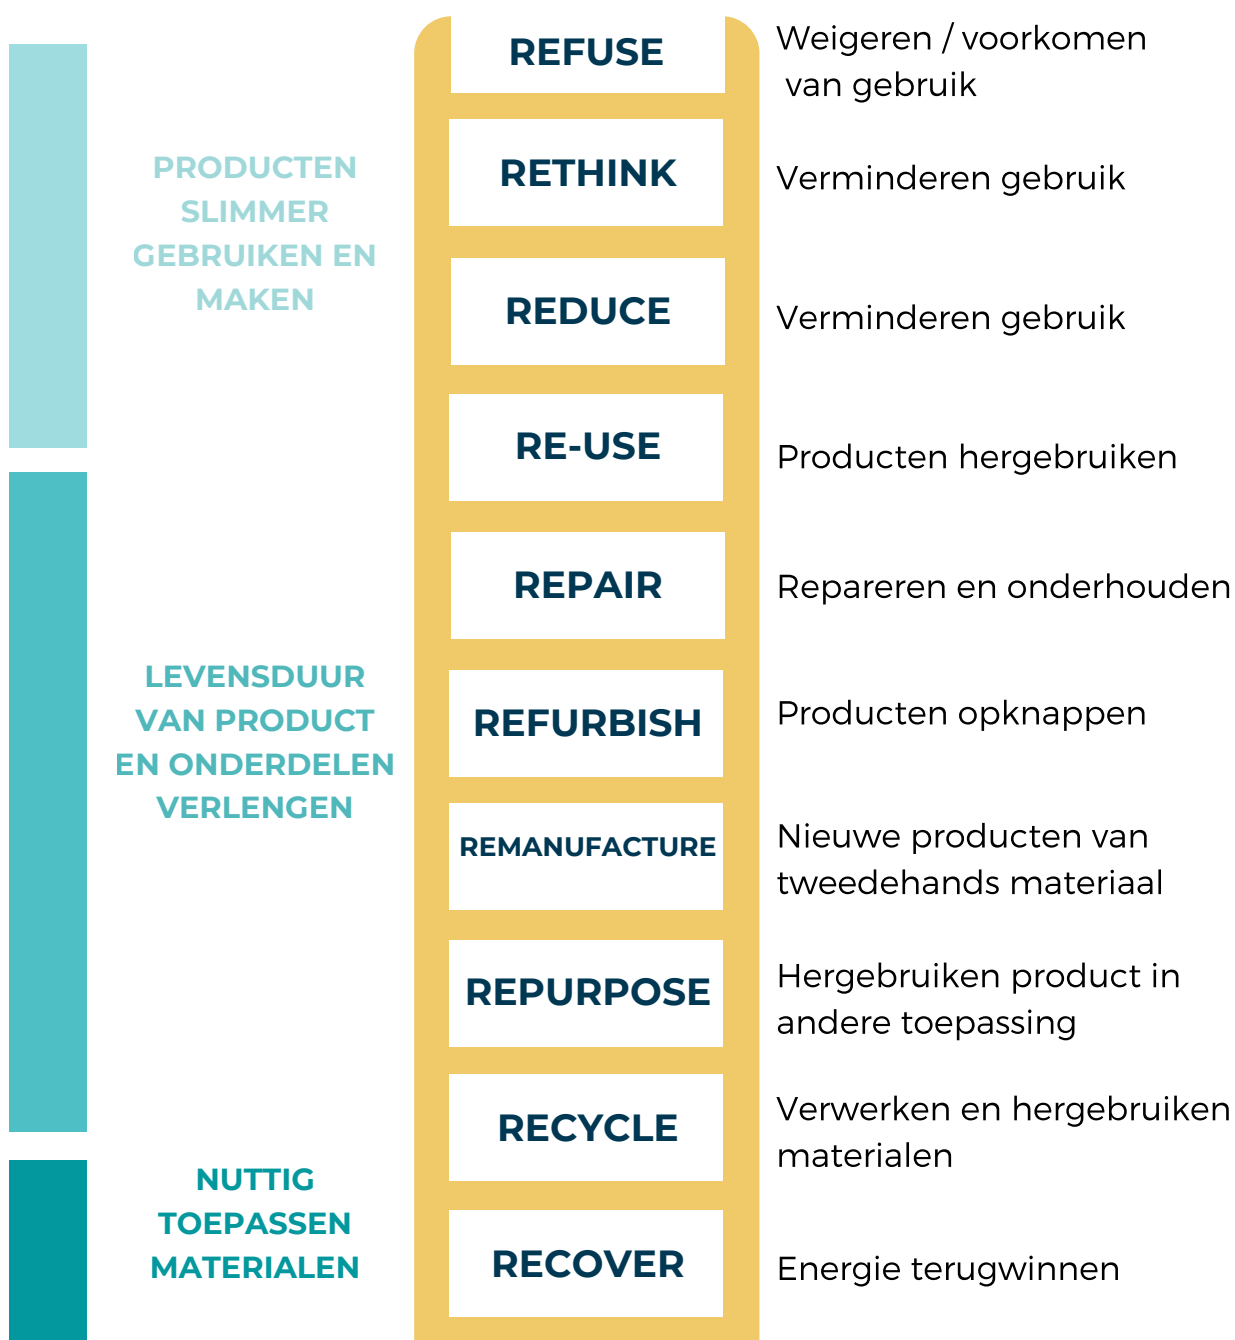 REFUSE
Weigeren / voorkomen
van gebruik
PRODUCTEN
SLIMMER
GEBRUIKEN EN
MAKEN
RETHINK
Verminderen gebruik
REDUCE
Verminderen gebruik
RE-USE
Producten hergebruiken
REPAIR
Repareren en onderhouden
LEVENSDUUR
VAN PRODUCT
EN ONDERDELEN
VERLENGEN
REFURBISH
Producten opknappen
REMANUFACTURE
Nieuwe producten van
tweedehands materiaal
REPURPOSE
Hergebruiken product in
andere toepassing
RECYCLE
Verwerken en hergebruiken
materialen
NUTTIG
TOEPASSEN
MATERIALEN
RECOVER
Energie terugwinnen